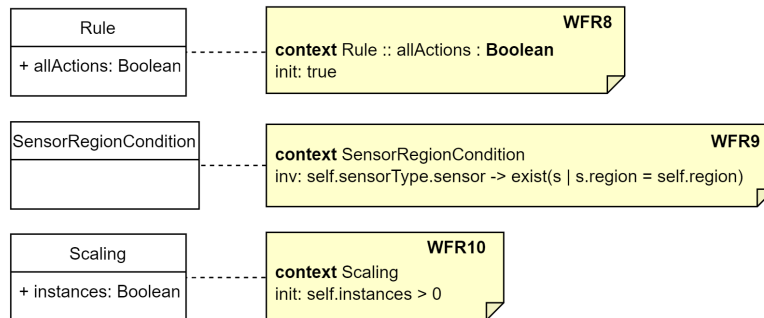 Rule
+ allActions: Boolean
WFR8
context Rule :: allActions : Boolean
init: true
SensorRegionCondition
WFR9
context SensorRegionCondition
inv: self.sensorType.sensor -> exist(s | s.region = self.region)
Scaling
+ instances: Boolean
WFR10
context Scaling
init: self.instances > 0